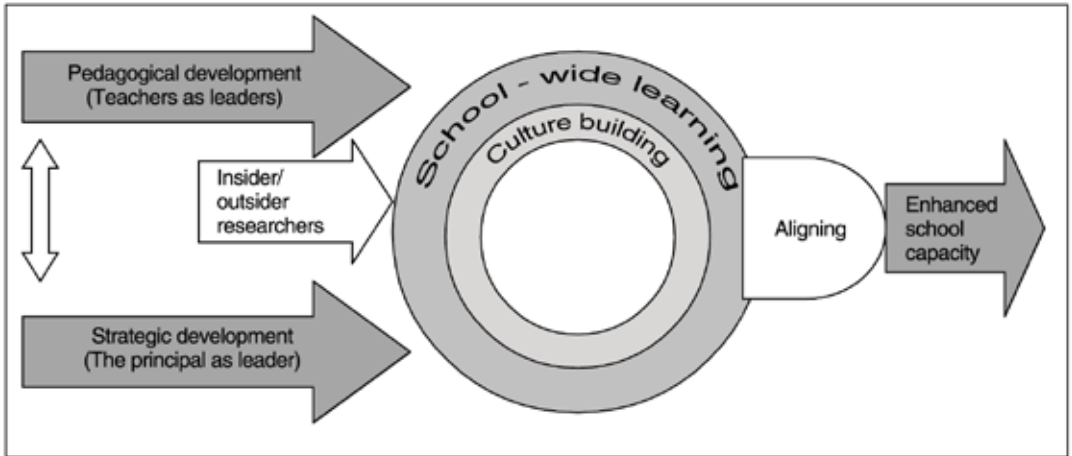 Pedagogical development
(Teachers as leaders)
School - wide learning
Culture building
Insider/
outsider
researchers
Aligning
Enhanced
school
capacity
Strategic development
(The principal as leader)